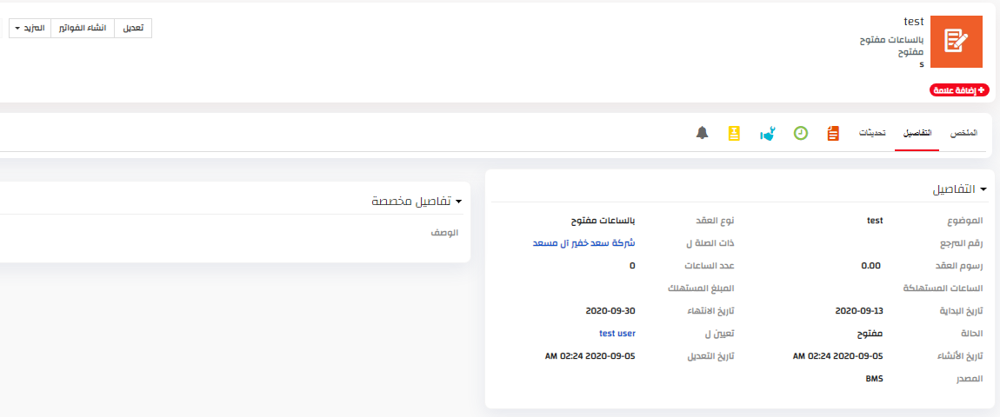 test
بالساعات مفتوح
مفتوح
s
+ إضافة علامة
تعديل
انشاء الفواتير
المزيد
الملخص
التفاصيل
تحديثات
التفاصيل
الموضوع test
نوع العقد بالساعات مفتوح
رقم المرجع
ذات الصلة ل شركة سعد خفير آل مسعد
رسوم العقد 0.00
عدد الساعات 0
الساعات المستهلكة
المبلغ المستهلك
تاريخ البداية 2020-09-13
تاريخ الانتهاء 2020-09-30
الحالة مفتوح
تعيين ل test user
تاريخ الأنشاء 2020-09-05 02:24 AM
تاريخ التعديل 2020-09-05 02:24 AM
المصدر BMS
تفاصيل مخصصة
الوصف